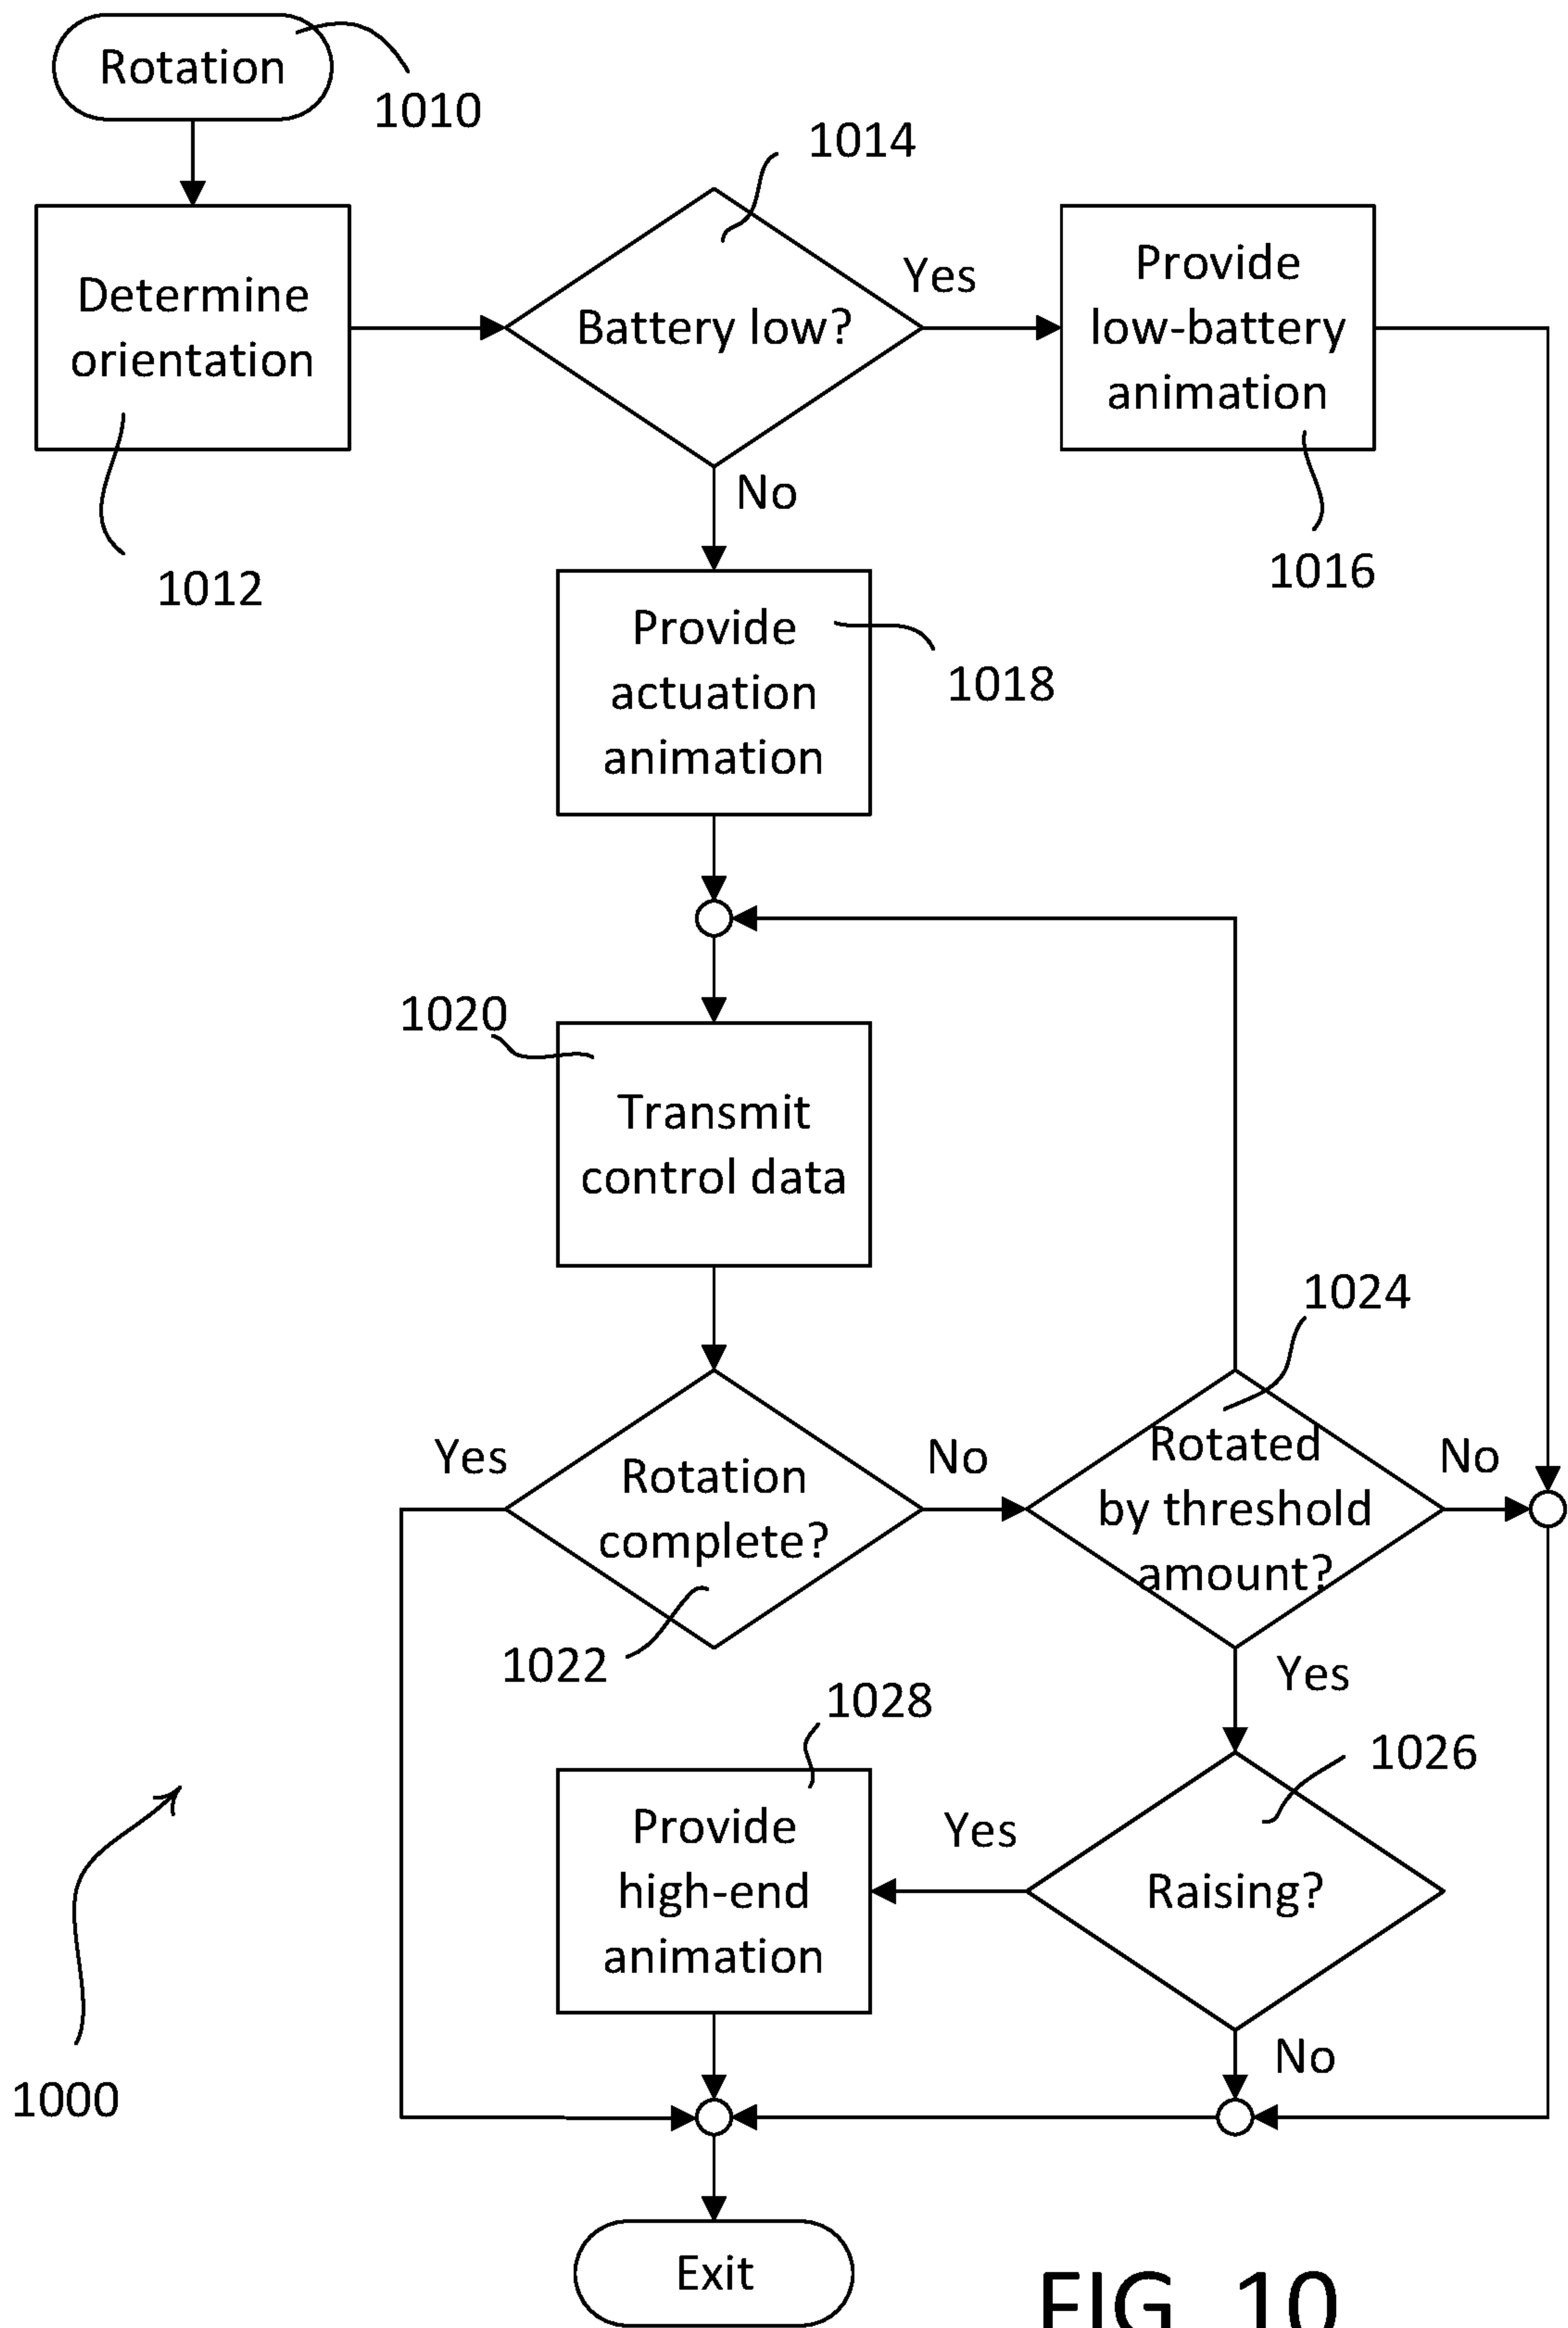 Rotation
1010
1014
Determine
orientation
1012
Battery low?
Yes
No
Provide
low-battery
animation
1016
Provide
actuation
animation
1018
1020
Transmit
control data
1024
Yes
Rotation
complete?
1022
No
Rotated
by threshold
amount?
No
Yes
1028
1026
Provide
high-end
animation
Yes
Raising?
No
1000
Exit
FIG. 10